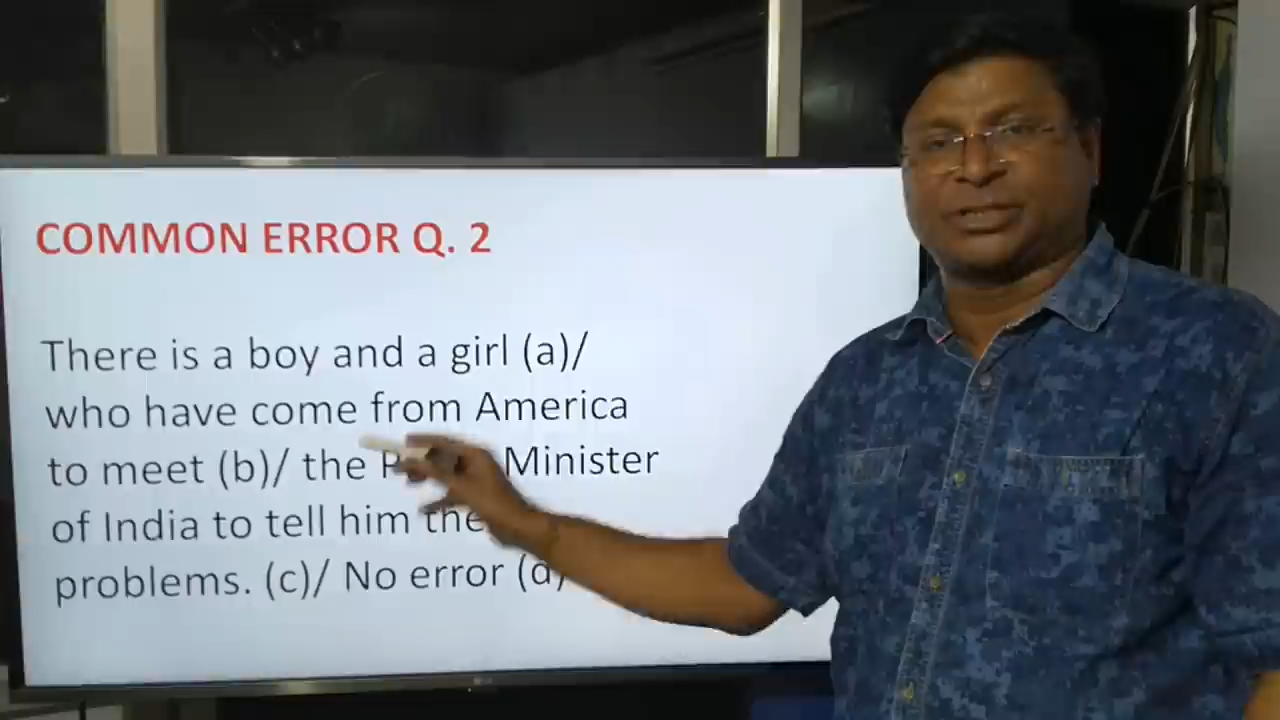 COMMON ERROR Q. 2
There is a boy and a girl (a)/
who have come from America
to meet (b)/ the Minister
of India to tell him
problems. (c)/ No error (d)